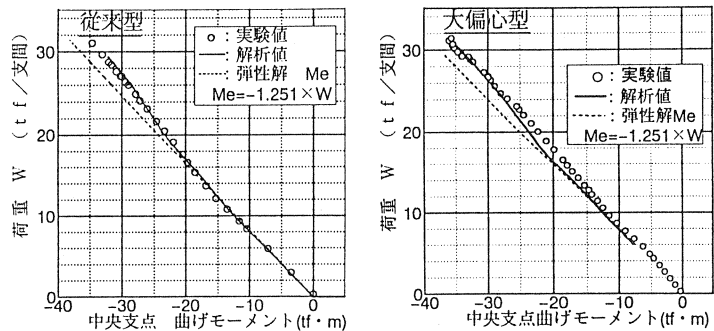 従来型
○ : 実験値
: 解析値
: 弾性解 Me
Me=-1.251×W
荷重 W (tf/支間)
30
20
10
0
-40
-30
-20
-10
0
中央支点 曲げモーメント(tf・m)
大偏心型
○ : 実験値
: 解析値
: 弾性解Me
Me=-1.251×W
荷重 W (tf/支間)
30
20
10
0
-40
-30
-20
-10
0
中央支点曲げモーメント(tf・m)